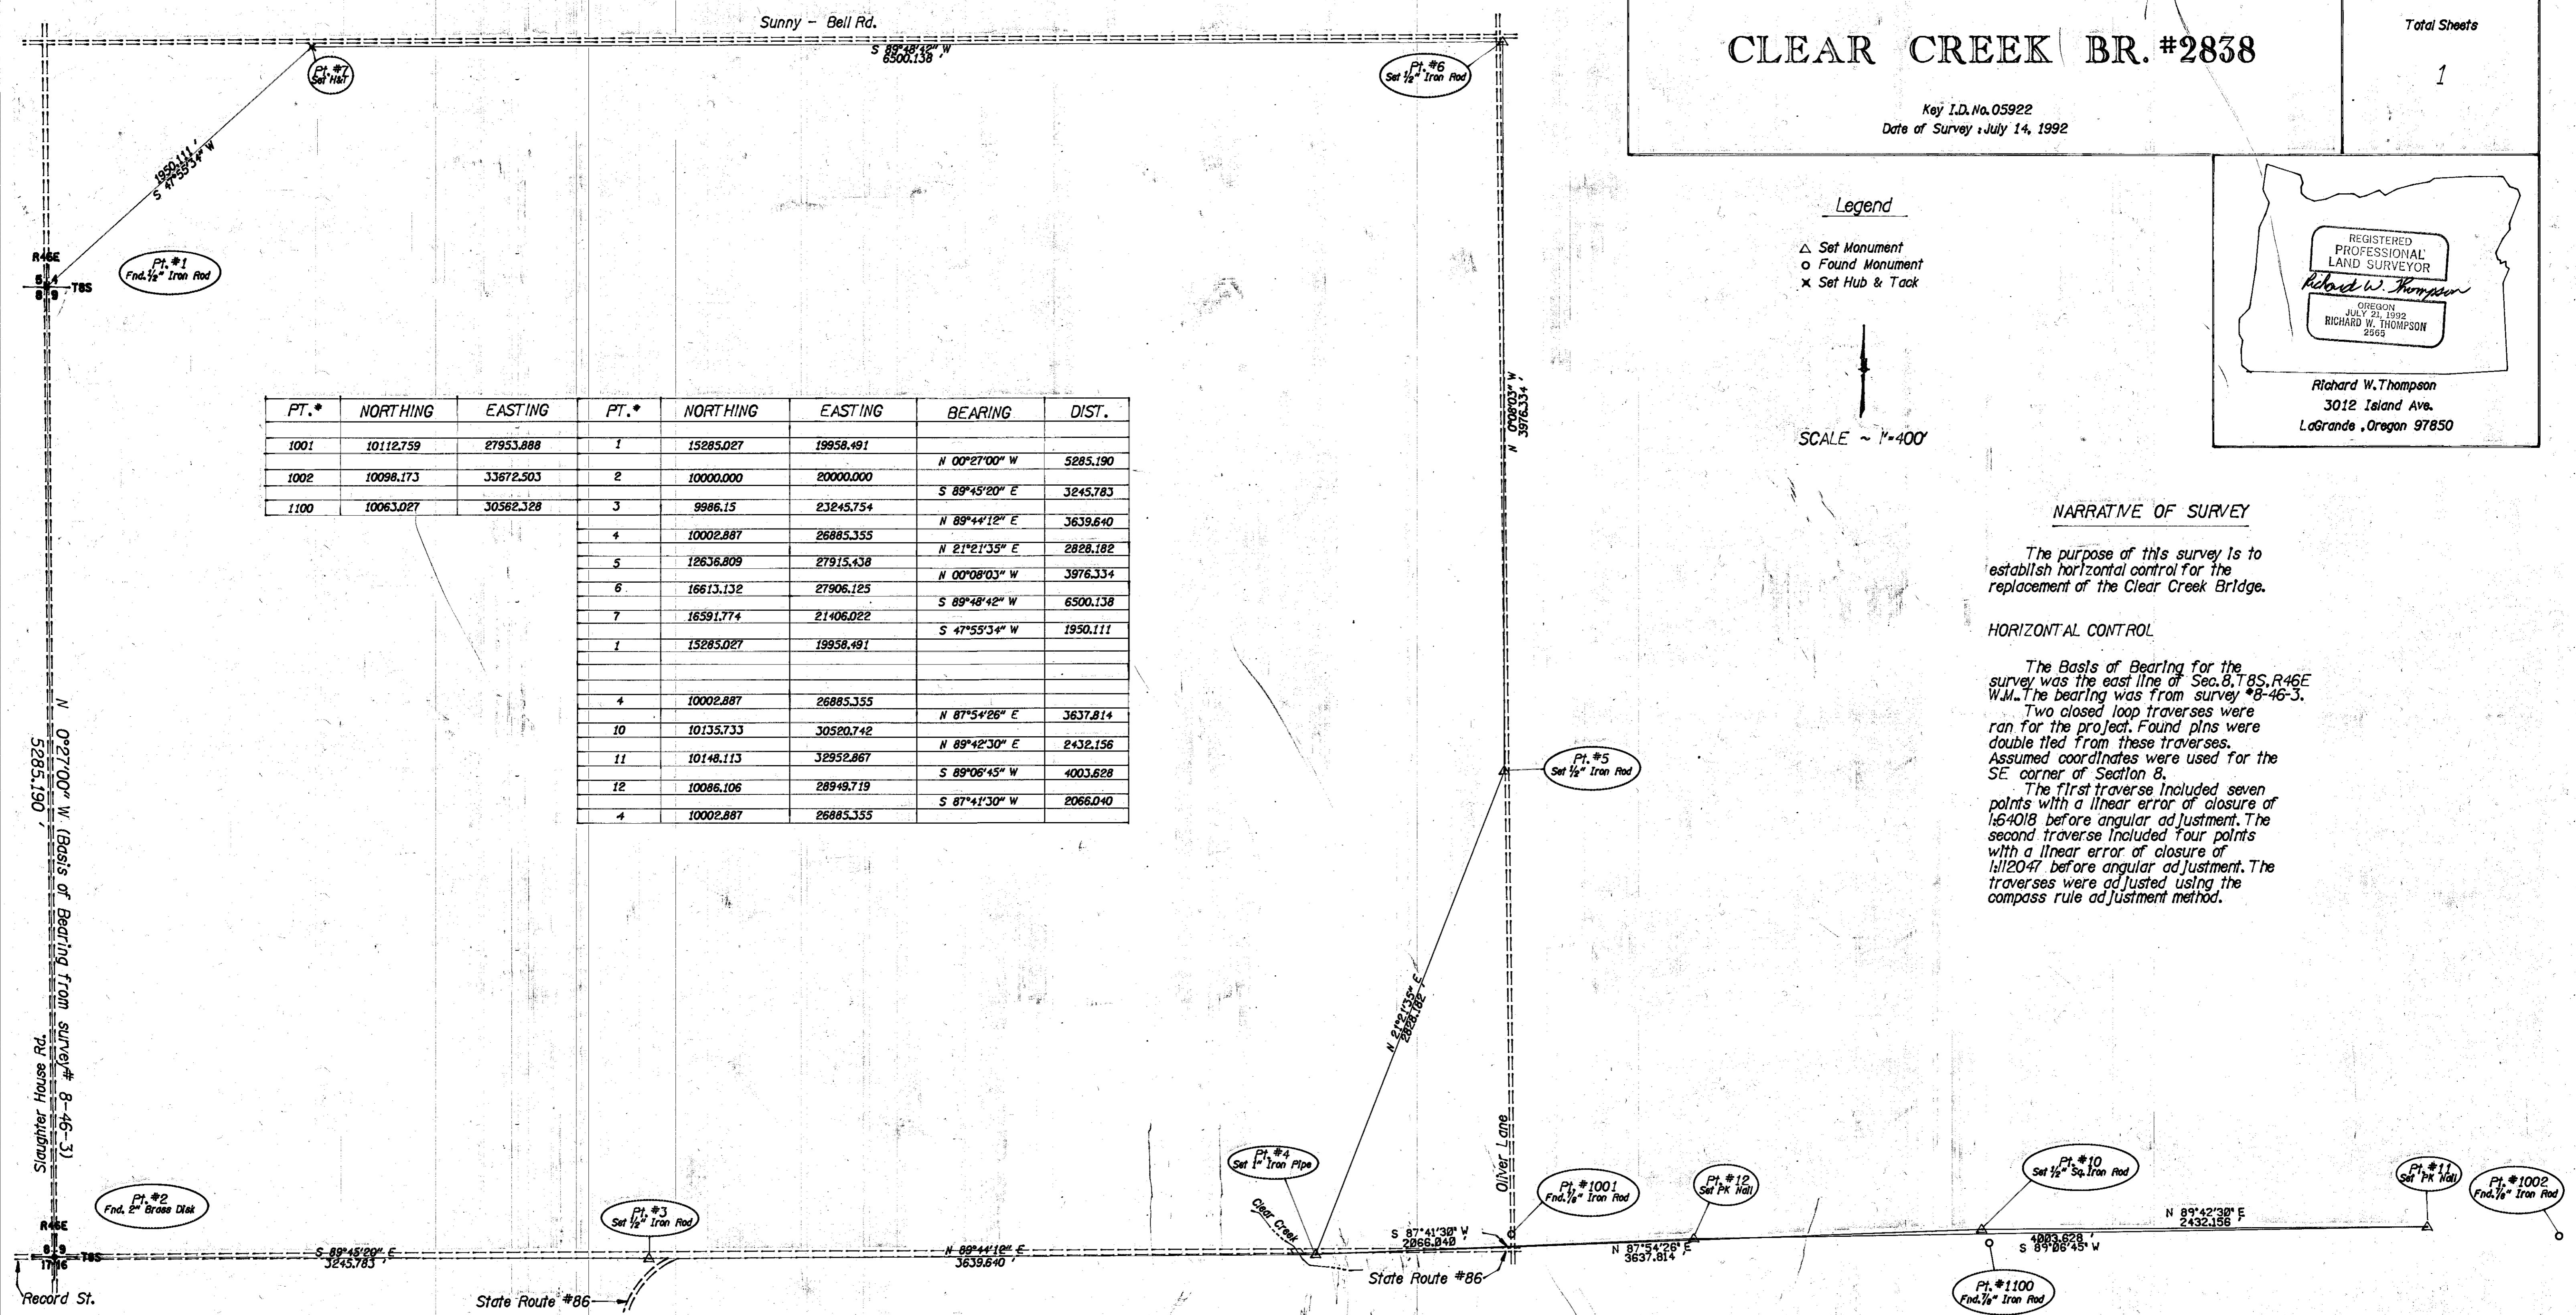 Sunny - Bell Rd.
S 89°48'42" W
6500.138 '
Pt. #7
Set H&T
Pt. #6
Set 1/2" Iron Rod
CLEAR CREEK BR. #2838
Key I.D. No. 05922
Date of Survey : July 14, 1992
Total Sheets
1
1950.111 '
S 47°55'34" W
R46E
5 4
8 9
T8S
Pt. #1
Fnd. 1/2" Iron Rod
Legend
△ Set Monument
o Found Monument
x Set Hub & Tack
SCALE ~ 1"=400'
REGISTERED
PROFESSIONAL
LAND SURVEYOR
Richard W. Thompson
OREGON
JULY 21, 1992
RICHARD W. THOMPSON
2565
Richard W. Thompson
3012 Island Ave.
LaGrande , Oregon 97850
N 0°08'03" W
3976.334 '
PT.# NORTHING EASTING PT.# NORTHING EASTING BEARING DIST.
1001 10112.759 27953.888 1 15285.027 19958.491
N 00°27'00" W 5285.190
1002 10098.173 33672.503 2 10000.000 20000.000
S 89°45'20" E 3245.783
1100 10063.027 30562.328 3 9986.15 23245.754
N 89°44'12" E 3639.640
4 10002.887 26885.355
N 21°21'35" E 2828.182
5 12636.809 27915.438
N 00°08'03" W 3976.334
6 16613.132 27906.125
S 89°48'42" W 6500.138
7 16591.774 21406.022
S 47°55'34" W 1950.111
1 15285.027 19958.491
4 10002.887 26885.355
N 87°54'26" E 3637.814
10 10135.733 30520.742
N 89°42'30" E 2432.156
11 10148.113 32952.867
S 89°06'45" W 4003.628
12 10086.106 28949.719
S 87°41'30" W 2066.040
4 10002.887 26885.355
NARRATIVE OF SURVEY
The purpose of this survey is to
establish horizontal control for the
replacement of the Clear Creek Bridge.
HORIZONTAL CONTROL
The Basis of Bearing for the
survey was the east line of Sec. 8, T8S, R46E
W.M.. The bearing was from survey #8-46-3.
Two closed loop traverses were
ran for the project. Found pins were
double tied from these traverses.
Assumed coordinates were used for the
SE corner of Section 8.
The first traverse included seven
points with a linear error of closure of
1:64018 before angular adjustment. The
second traverse included four points
with a linear error of closure of
1:112047 before angular adjustment. The
traverses were adjusted using the
compass rule adjustment method.
N 0°27'00" W (Basis of Bearing from survey# 8-46-3)
5285.190 '
Slaughter House Rd.
Pt. #5
Set 1/2" Iron Rod
N 21°21'35" E
2828.182 '
Oliver Lane
Pt. #2
Fnd. 2" Brass Disk
R46E
8 9
17 16
T8S
Record St.
S 89°45'20" E
3245.783 '
Pt. #3
Set 1/2" Iron Rod
State Route #86
N 89°44'12" E
3639.640 '
Pt. #4
Set 1" Iron Pipe
Clear Creek
S 87°41'30" W
2066.040 '
State Route #86
Pt. #1001
Fnd. 7/8" Iron Rod
Pt. #12
Set PK Nail
N 87°54'26" E
3637.814 '
Pt. #10
Set 1/2" Sq. Iron Rod
4003.628 '
S 89°06'45" W
Pt. #1100
Fnd. 7/8" Iron Rod
N 89°42'30" E
2432.156 '
Pt. #11
Set PK Nail
Pt. #1002
Fnd. 7/8" Iron Rod